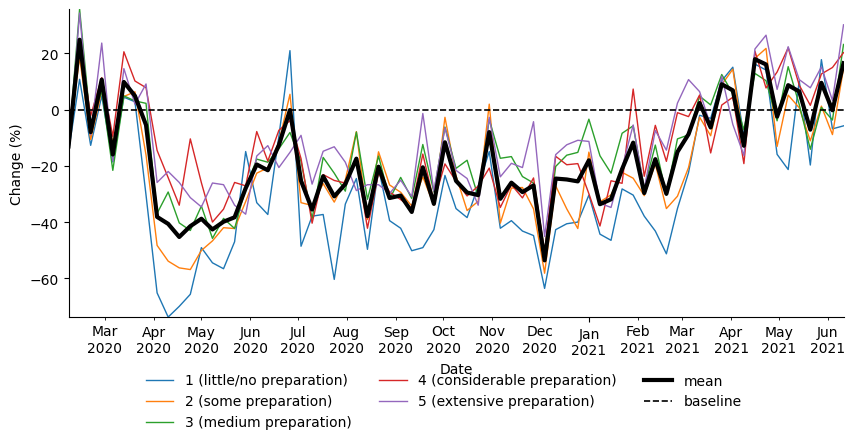 Change (%)
20
0
−20
−40
−60
Mar Apr May Jun Jul Aug Sep Oct Nov Dec Jan Feb Mar Apr May Jun
2020 2020 2020 2020 2020 2020 2020 2020 2020 2020 2021 2021 2021 2021 2021 2021
Date
1 (little/no preparation) 4 (considerable preparation) mean
2 (some preparation) 5 (extensive preparation) baseline
3 (medium preparation)